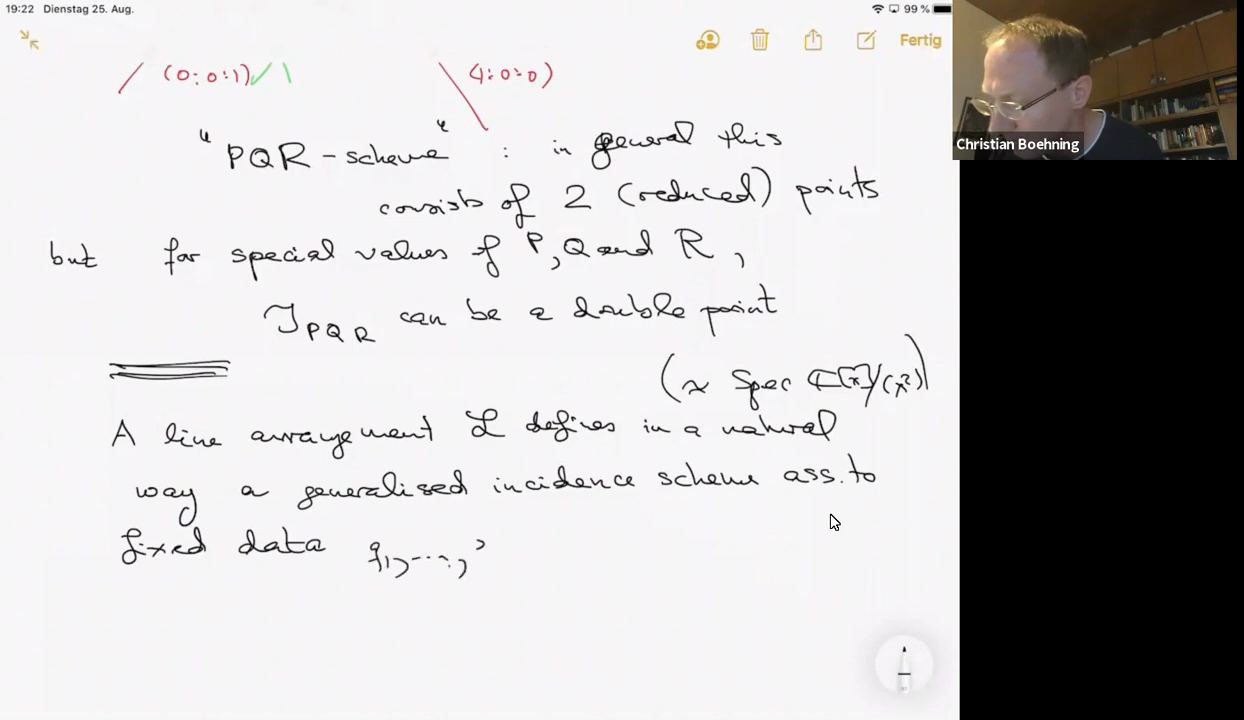 19:22 Dienstag 25. Aug.
99 %
Fertig
(0:0:1) ✓
(1:0:0)
"PQR-scheme" : in general this
consists of 2 (reduced) points
but for special values of P, Q and R,
I_PQR can be a double point
(≈ Spec ℂ[x]/(x²))
A line arrangement L defines in a natural
way a generalised incidence scheme ass. to
fixed data
Christian Boehning